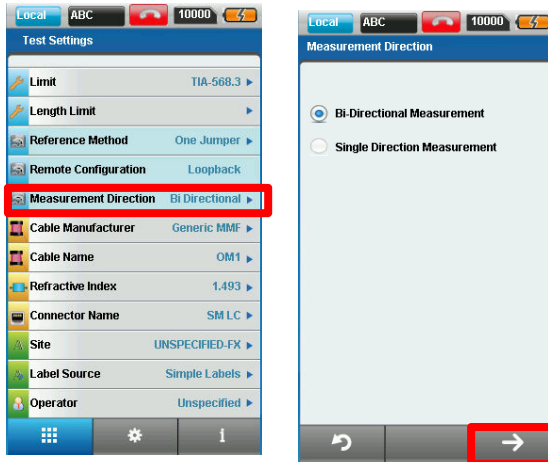 Local ABC 10000
Test Settings
Limit TIA-568.3
Length Limit
Reference Method One Jumper
Remote Configuration Loopback
Measurement Direction Bi Directional
Cable Manufacturer Generic MMF
Cable Name OM1
Refractive Index 1.493
Connector Name SM LC
Site UNSPECIFIED-FX
Label Source Simple Labels
Operator Unspecified
i
Local ABC 10000
Measurement Direction
Bi-Directional Measurement
Single Direction Measurement